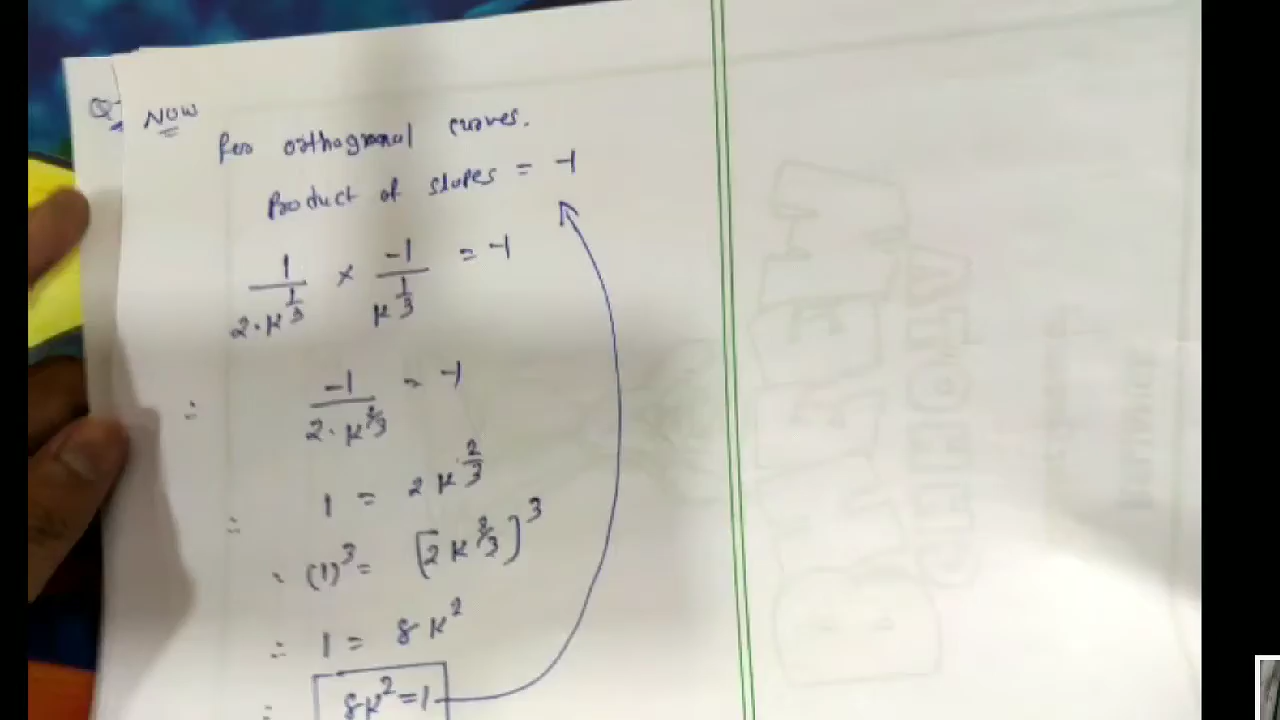 Q-
NOW
for orthogonal curves.
Product of slopes = -1
1/(2·K^(1/3)) × -1/(K^(1/3)) = -1
∴ -1/(2·K^(2/3)) = -1
∴ 1 = 2K^(2/3)
∴ (1)^3 = [2K^(2/3)]^3
∴ 1 = 8K^2
∴ 8K^2 = 1